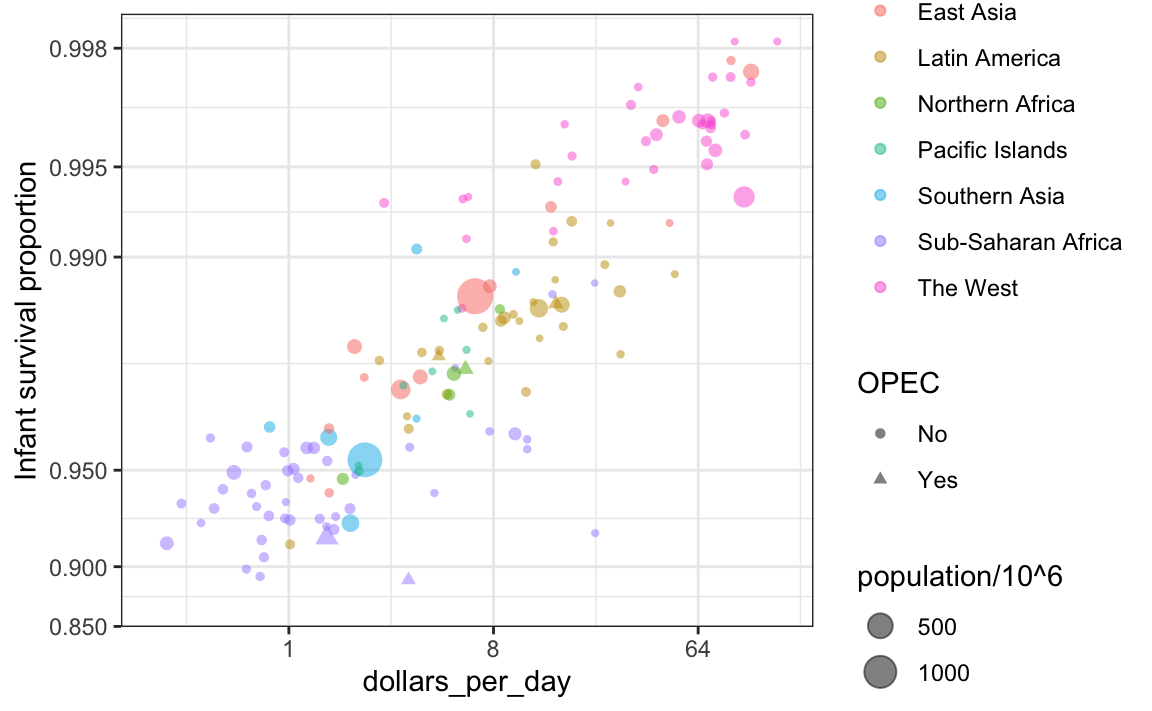 Infant survival proportion
0.998
0.995
0.990
0.950
0.900
0.850
1
8
64
dollars_per_day
East Asia
Latin America
Northern Africa
Pacific Islands
Southern Asia
Sub-Saharan Africa
The West
OPEC
No
Yes
population/10^6
500
1000